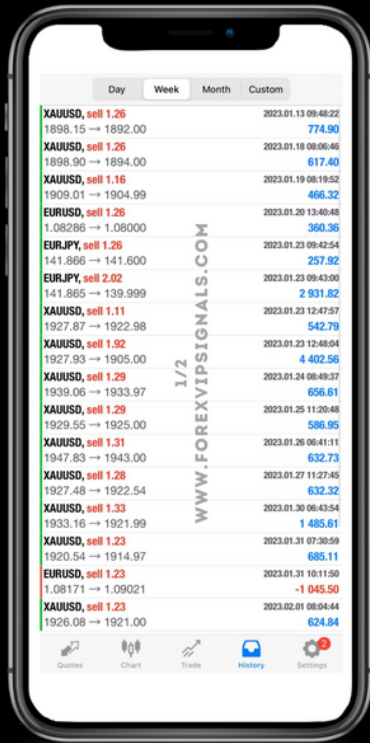 Day Week Month Custom
XAUUSD, sell 1.26 2023.01.13 09:48:22
1898.15 → 1892.00 774.90
XAUUSD, sell 1.26 2023.01.18 08:06:46
1898.90 → 1894.00 617.40
XAUUSD, sell 1.16 2023.01.19 08:19:52
1909.01 → 1904.99 466.32
EURUSD, sell 1.26 2023.01.20 13:40:48
1.08286 → 1.08000 360.36
EURJPY, sell 1.26 2023.01.23 09:42:54
141.866 → 141.600 257.92
EURJPY, sell 2.02 2023.01.23 09:43:00
141.865 → 139.999 2 931.82
XAUUSD, sell 1.11 2023.01.23 12:47:57
1927.87 → 1922.98 542.79
XAUUSD, sell 1.92 2023.01.23 12:48:04
1927.93 → 1905.00 4 402.56
XAUUSD, sell 1.29 2023.01.24 08:49:37
1939.06 → 1933.97 656.61
XAUUSD, sell 1.29 2023.01.25 11:20:48
1929.55 → 1925.00 586.95
XAUUSD, sell 1.31 2023.01.26 06:41:11
1947.83 → 1943.00 632.73
XAUUSD, sell 1.28 2023.01.27 11:27:45
1927.48 → 1922.54 632.32
XAUUSD, sell 1.33 2023.01.30 06:43:54
1933.16 → 1921.99 1 485.61
XAUUSD, sell 1.23 2023.01.31 07:30:59
1920.54 → 1914.97 685.11
EURUSD, sell 1.23 2023.01.31 10:11:50
1.08171 → 1.09021 -1 045.50
XAUUSD, sell 1.23 2023.02.01 08:04:44
1926.08 → 1921.00 624.84
1/2
WWW.FOREXVIPSIGNALS.COM
2
Quotes Chart Trade History Settings